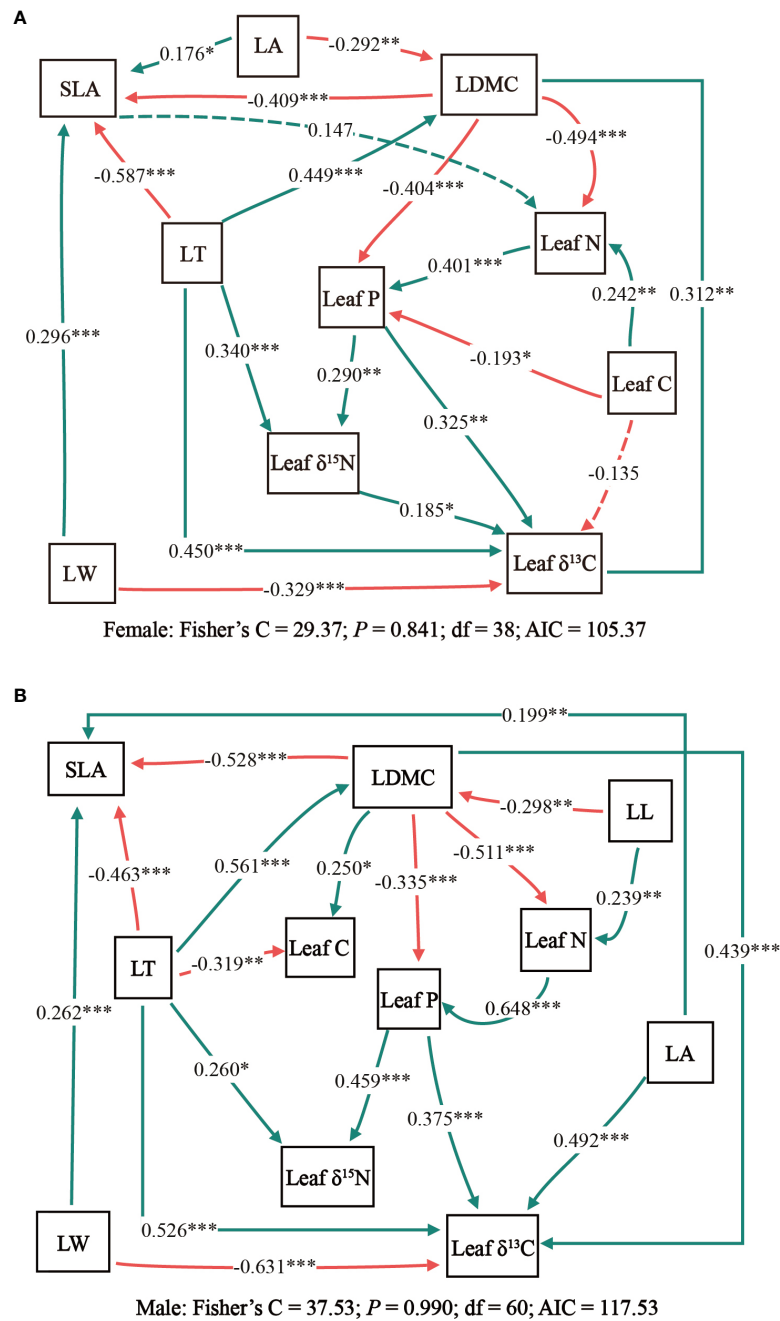 A
LA
0.176*
-0.292**
SLA
LDMC
-0.409***
0.147
-0.494***
-0.587***
0.449***
-0.404***
LT
Leaf N
0.401***
Leaf P
0.242**
0.312**
0.296***
0.340***
-0.193*
0.290**
Leaf C
0.325**
Leaf δ¹⁵N
-0.135
0.185*
0.450***
Leaf δ¹³C
LW
-0.329***
Female: Fisher's C = 29.37; P = 0.841; df = 38; AIC = 105.37
B
0.199**
SLA
-0.528***
LDMC
-0.298**
LL
-0.463***
0.561***
0.250*
-0.335***
-0.511***
0.239**
Leaf C
Leaf N
0.439***
LT
-0.319**
Leaf P
0.262***
0.648***
0.260*
0.459***
LA
0.375***
0.492***
Leaf δ¹⁵N
0.526***
LW
Leaf δ¹³C
-0.631***
Male: Fisher's C = 37.53; P = 0.990; df = 60; AIC = 117.53